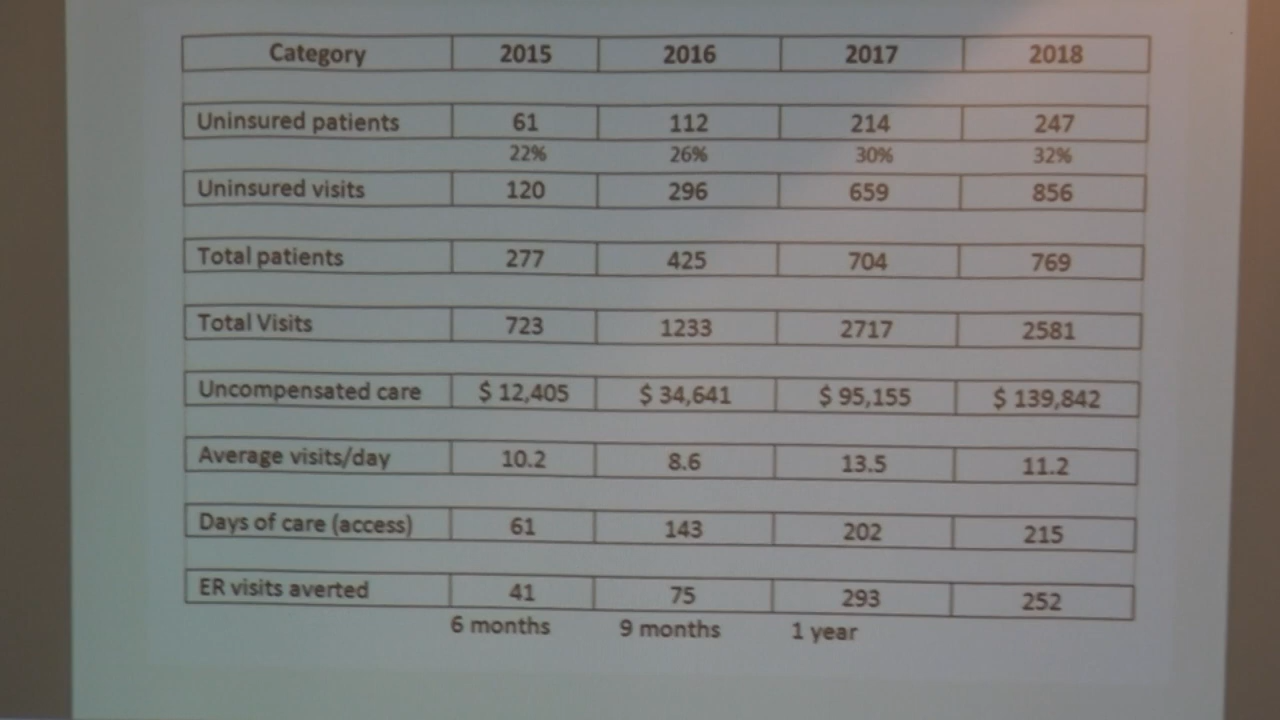 Category 2015 2016 2017 2018
Uninsured patients 61 112 214 247
22% 26% 30% 32%
Uninsured visits 120 296 659 856
Total patients 277 425 704 769
Total Visits 723 1233 2717 2581
Uncompensated care $ 12,405 $ 34,641 $ 95,155 $ 139,842
Average visits/day 10.2 8.6 13.5 11.2
Days of care (access) 61 143 202 215
ER visits averted 41 75 293 252
6 months 9 months 1 year